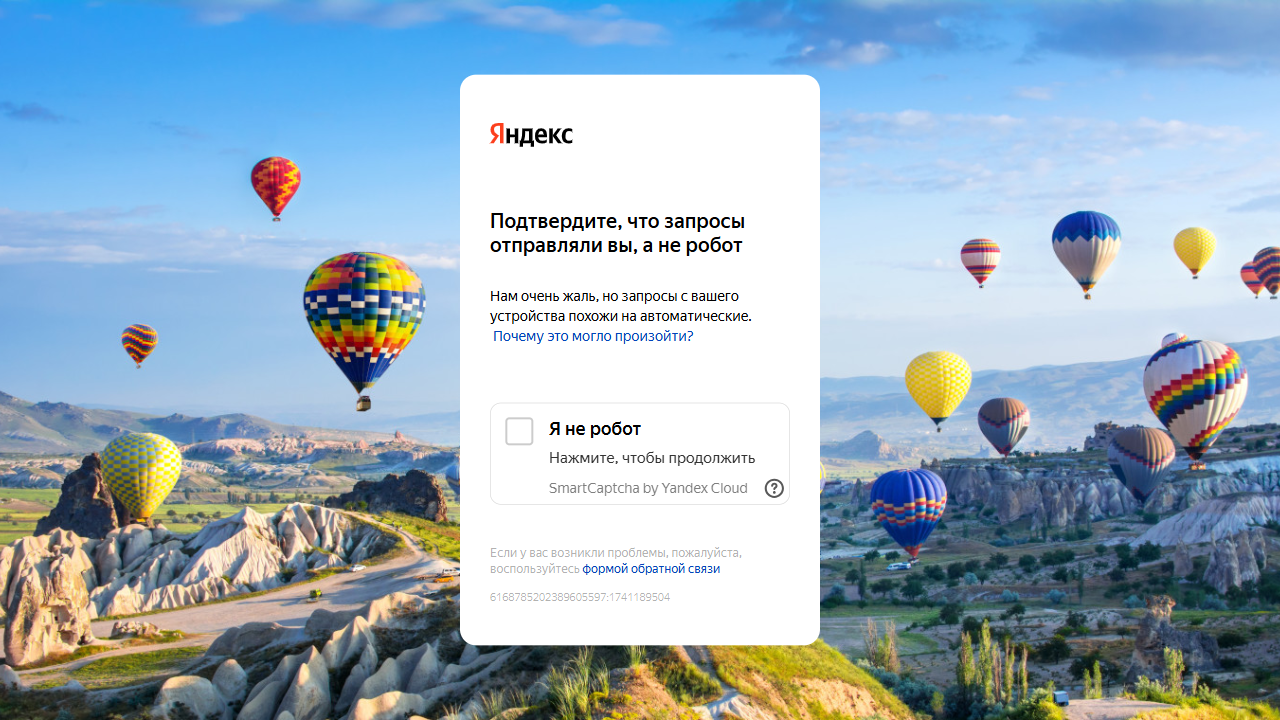 Яндекс
Подтвердите, что запросы
отправляли вы, а не робот
Нам очень жаль, но запросы с вашего
устройства похожи на автоматические.
Почему это могло произойти?
Я не робот
Нажмите, чтобы продолжить
SmartCaptcha by Yandex Cloud
Если у вас возникли проблемы, пожалуйста,
воспользуйтесь формой обратной связи
6168785202389605597:1741189504